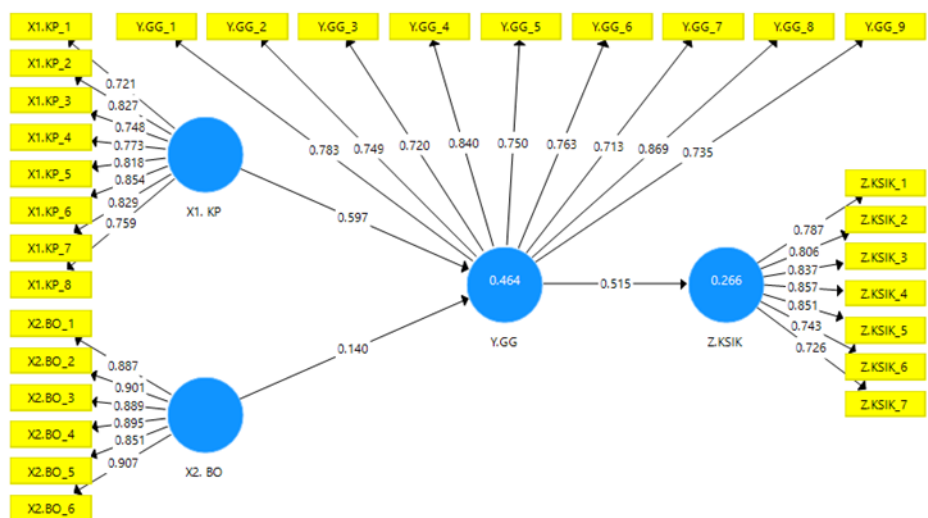 X1.KP_1
Y.GG_1
Y.GG_2
Y.GG_3
Y.GG_4
Y.GG_5
Y.GG_6
Y.GG_7
Y.GG_8
Y.GG_9
X1.KP_2
X1.KP_3
X1.KP_4
X1.KP_5
X1.KP_6
X1.KP_7
X1.KP_8
0.721
0.827
0.748
0.773
0.818
0.854
0.829
0.759
X1. KP
0.783
0.749
0.720
0.840
0.750
0.763
0.713
0.869
0.735
0.597
0.464
Y.GG
0.515
0.266
Z.KSIK
0.787
0.806
0.837
0.857
0.851
0.743
0.726
Z.KSIK_1
Z.KSIK_2
Z.KSIK_3
Z.KSIK_4
Z.KSIK_5
Z.KSIK_6
Z.KSIK_7
X2.BO_1
X2.BO_2
X2.BO_3
X2.BO_4
X2.BO_5
X2.BO_6
0.887
0.901
0.889
0.895
0.851
0.907
X2. BO
0.140